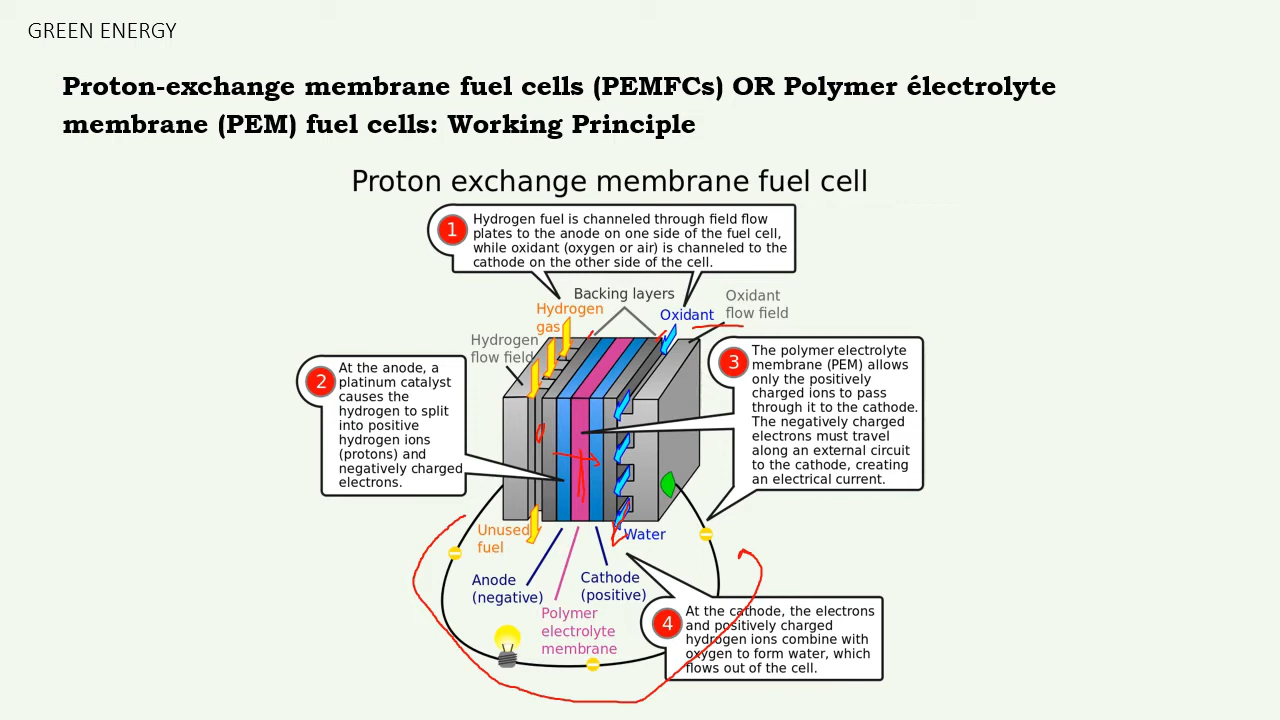 GREEN ENERGY
Proton-exchange membrane fuel cells (PEMFCs) OR Polymer électrolyte
membrane (PEM) fuel cells: Working Principle
Proton exchange membrane fuel cell
1
Hydrogen fuel is channeled through field flow
plates to the anode on one side of the fuel cell,
while oxidant (oxygen or air) is channeled to the
cathode on the other side of the cell.
Backing layers
Hydrogen
gas
Oxidant
Oxidant
flow field
Hydrogen
flow field
2
At the anode, a
platinum catalyst
causes the
hydrogen to split
into positive
hydrogen ions
(protons) and
negatively charged
electrons.
3
The polymer electrolyte
membrane (PEM) allows
only the positively
charged ions to pass
through it to the cathode.
The negatively charged
electrons must travel
along an external circuit
to the cathode, creating
an electrical current.
Unused
fuel
Water
Anode
(negative)
Cathode
(positive)
Polymer
electrolyte
membrane
4
At the cathode, the electrons
and positively charged
hydrogen ions combine with
oxygen to form water, which
flows out of the cell.